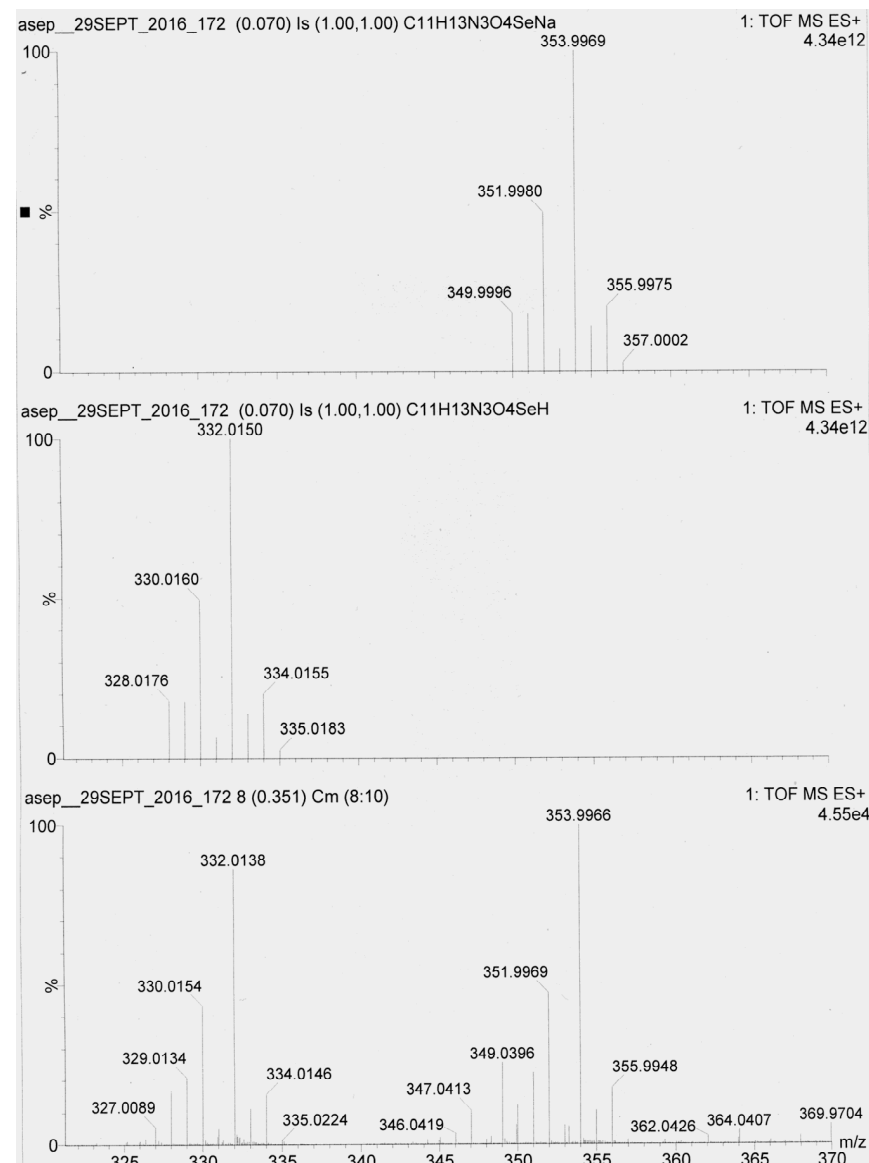 asep__29SEPT_2016_172 (0.070) Is (1.00,1.00) C11H13N3O4SeNa 1: TOF MS ES+
353.9969 4.34e12
100
351.9980
%
349.9996 355.9975
357.0002
0
asep__29SEPT_2016_172 (0.070) Is (1.00,1.00) C11H13N3O4SeH 1: TOF MS ES+
332.0150 4.34e12
100
330.0160
%
328.0176 334.0155
335.0183
0
asep__29SEPT_2016_172 8 (0.351) Cm (8:10) 1: TOF MS ES+
353.9966 4.55e4
100
332.0138
351.9969
330.0154
%
349.0396
329.0134 355.9948
334.0146
347.0413
327.0089 369.9704
335.0224 346.0419 362.0426 364.0407
0 m/z
325 330 335 340 345 350 355 360 365 370